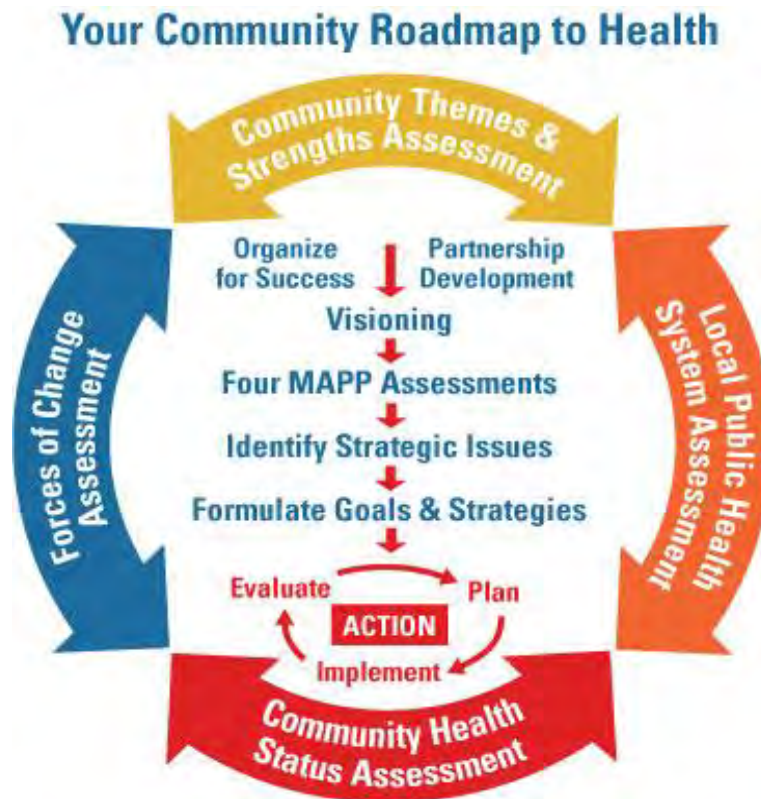 Your Community Roadmap to Health
Community Themes &
Strengths Assessment
Organize
for Success
Partnership
Development
Visioning
Four MAPP Assessments
Identify Strategic Issues
Formulate Goals & Strategies
Evaluate
Plan
ACTION
Implement
Forces of Change
Assessment
Local Public Health
System Assessment
Community Health
Status Assessment